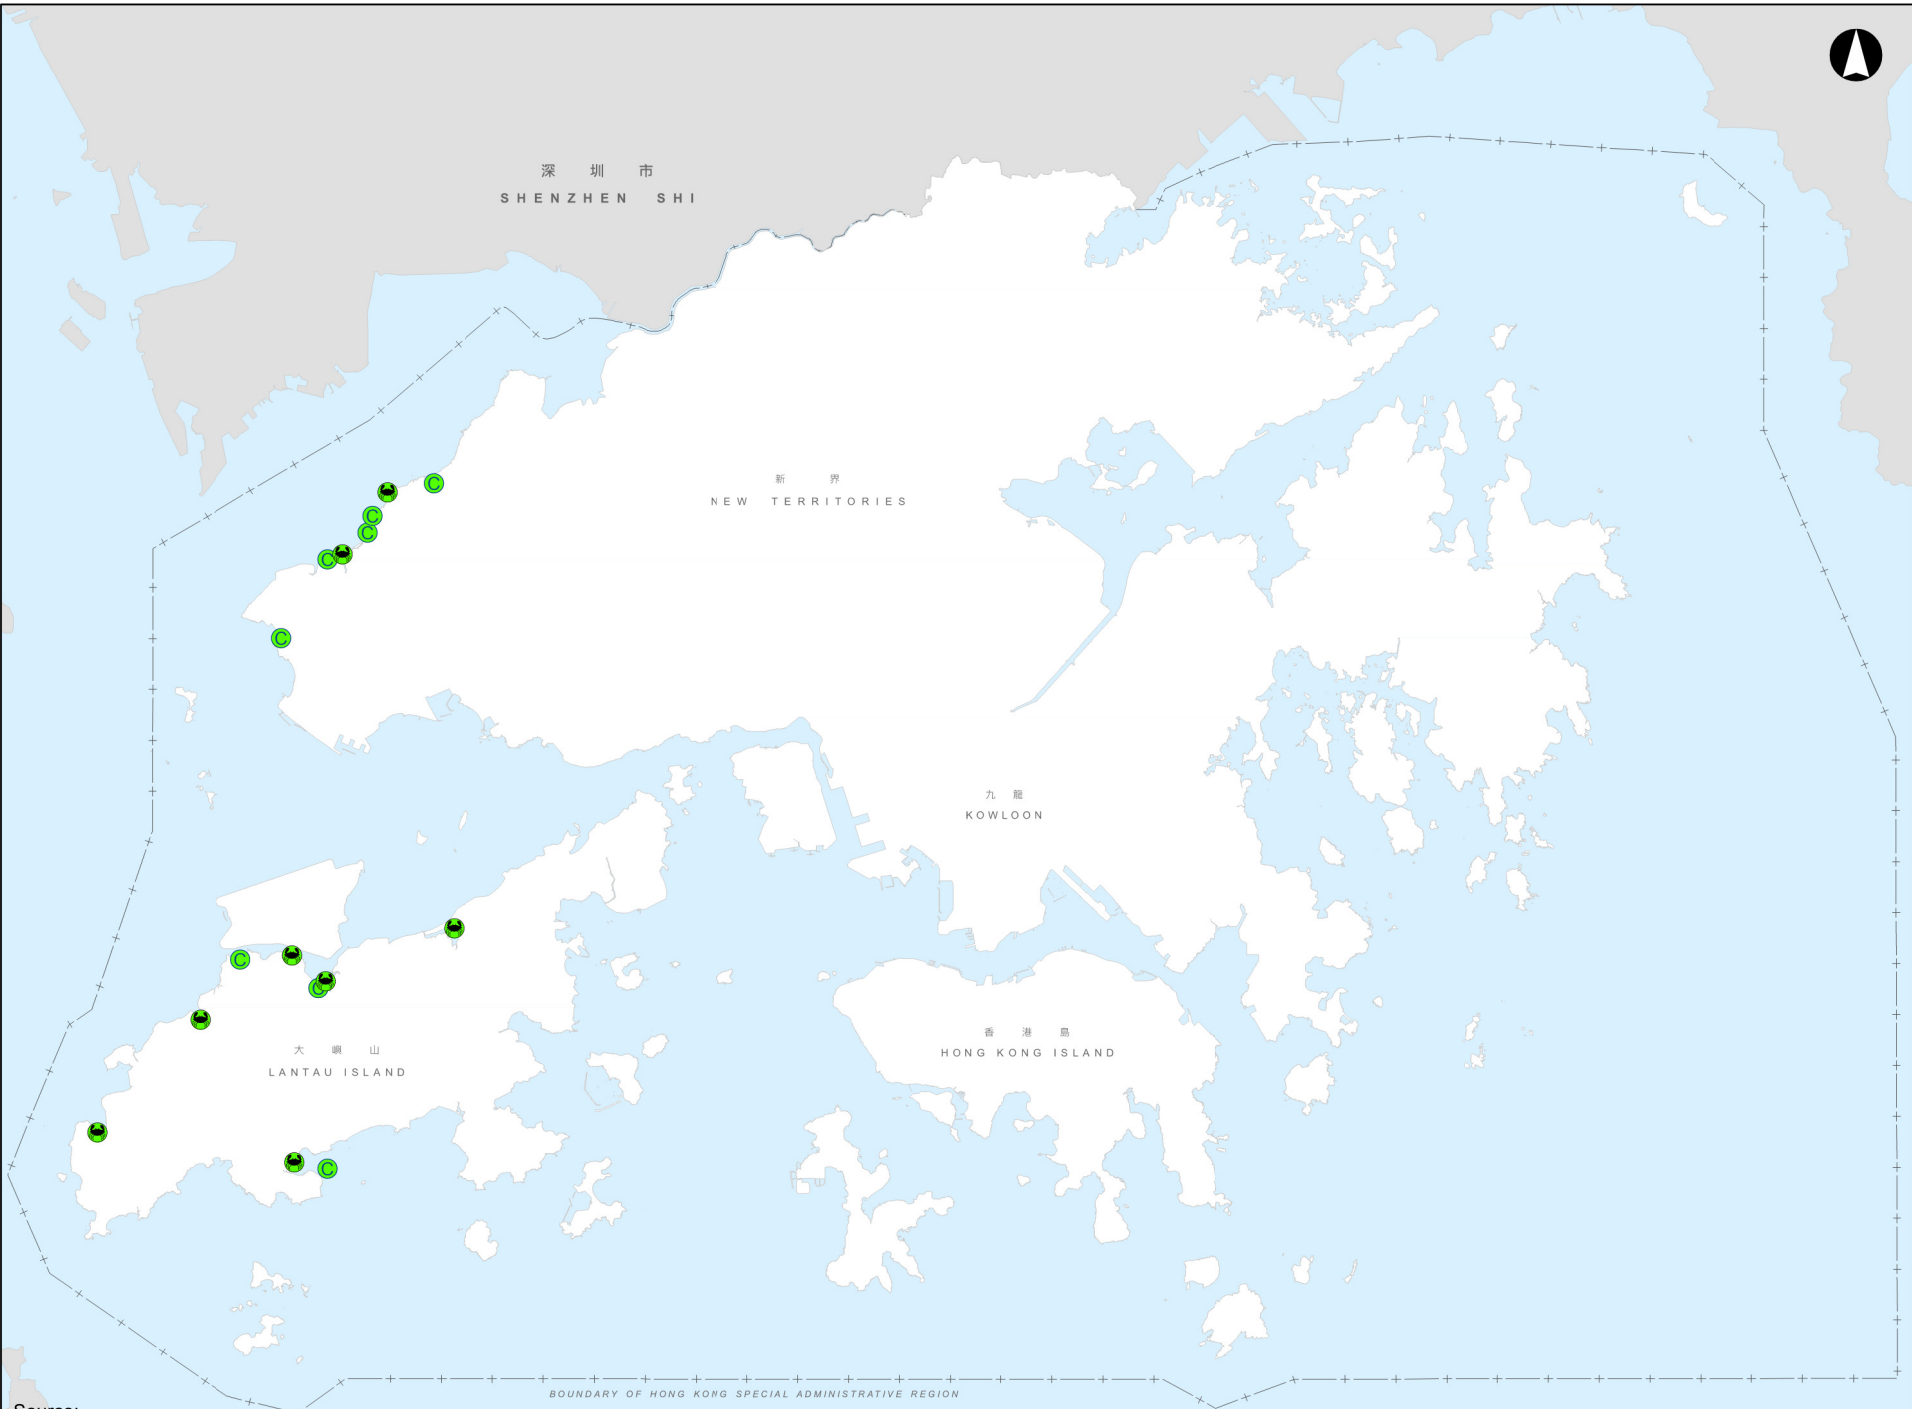 深 圳 市
SHENZHEN SHI
C
新 界
NEW TERRITORIES
C
C
C
C
九 龍
KOWLOON
C
C
香 港 島
HONG KONG ISLAND
大 嶼 山
LANTAU ISLAND
C
BOUNDARY OF HONG KONG SPECIAL ADMINISTRATIVE REGION
Source: